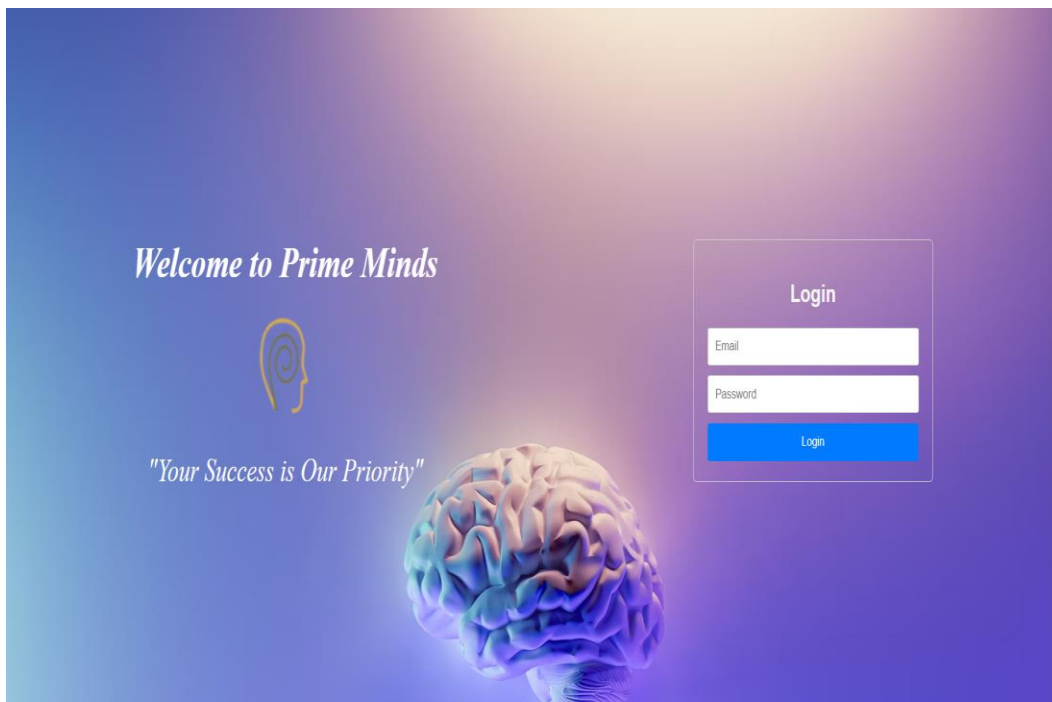 Welcome to Prime Minds
"Your Success is Our Priority"
Login
Email
Password
Login